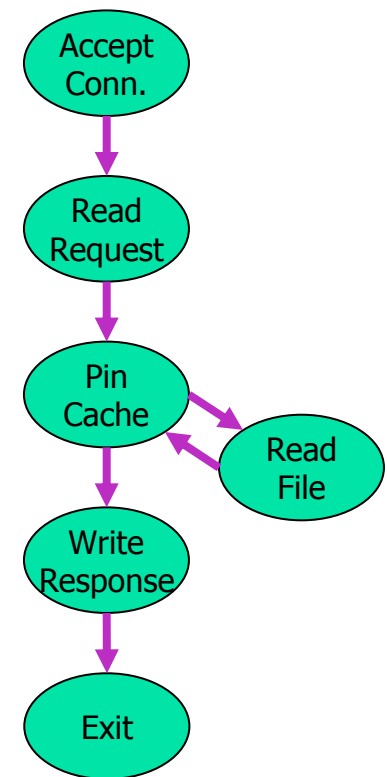 Accept
Conn.
Read
Request
Pin
Cache
Read
File
Write
Response
Exit